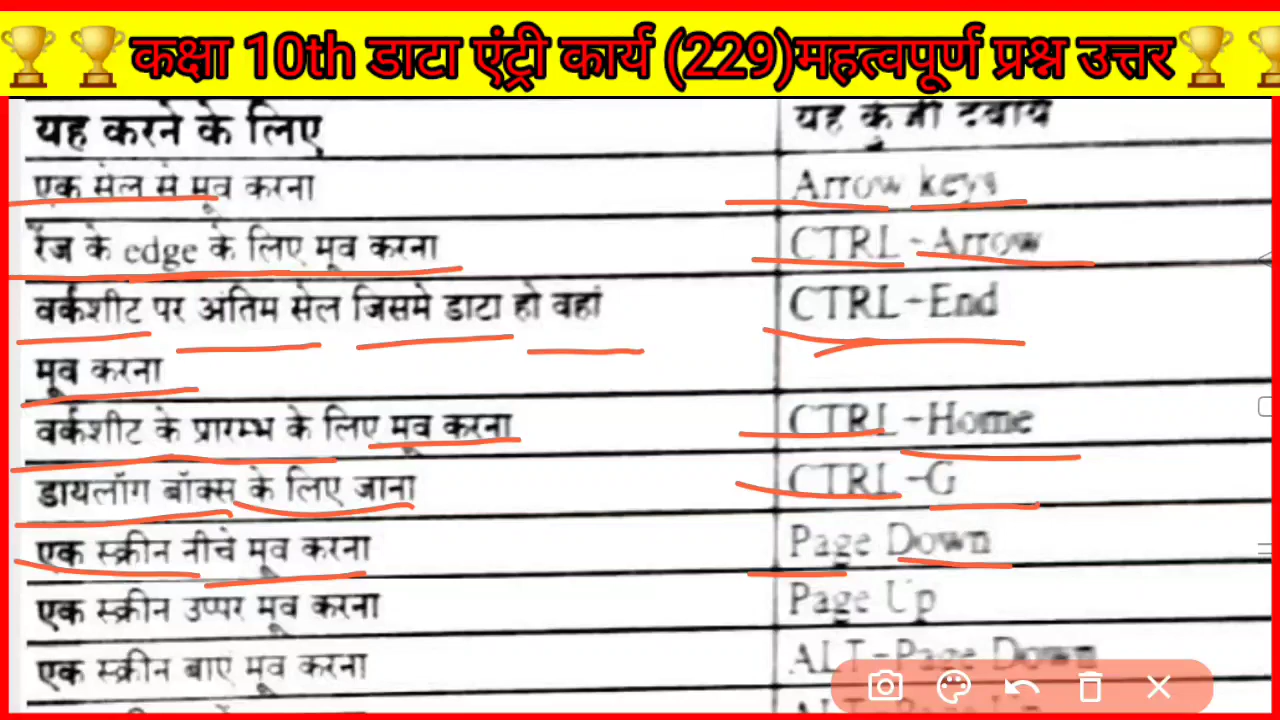 कक्षा 10th डाटा एंट्री कार्य (229)महत्वपूर्ण प्रश्न उत्तर
यह करने के लिए
यह कुंजी दबाये
एक सेल से मूव करना
Arrow keys
रेंज के edge के लिए मूव करना
CTRL-Arrow
वर्कशीट पर अंतिम सेल जिसमे डाटा हो वहां
मूव करना
CTRL-End
वर्कशीट के प्रारम्भ के लिए मूव करना
CTRL-Home
डायलॉग बॉक्स के लिए जाना
CTRL-G
एक स्क्रीन नीचे मूव करना
Page Down
एक स्क्रीन उप्पर मूव करना
Page Up
एक स्क्रीन बाएं मूव करना
ALT-Page Down